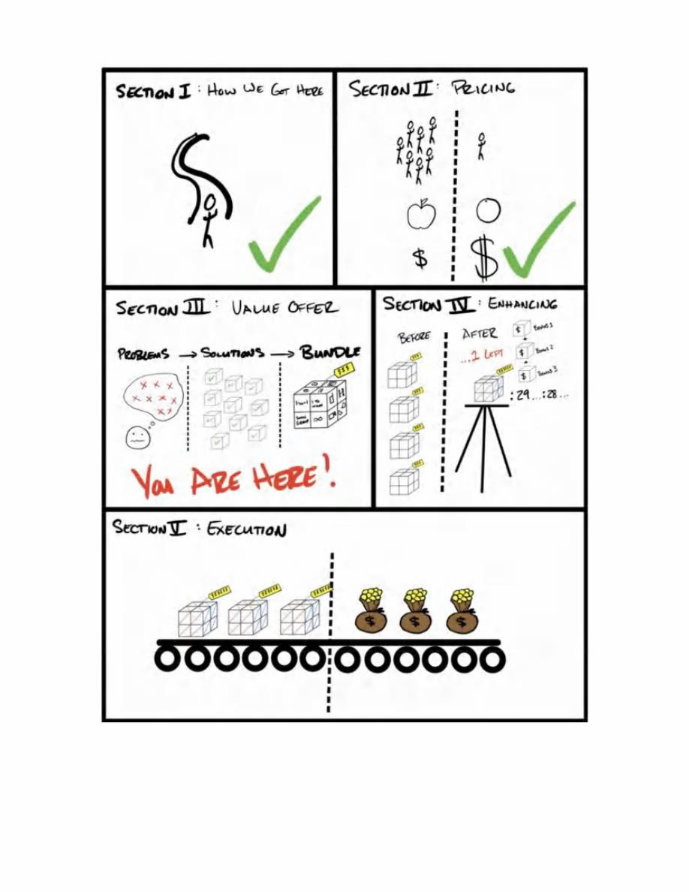 SECTION I : HOW WE GOT HERE
SECTION II : PRICING
$ $
SECTION III : VALUE OFFER
PROBLEMS → SOLUTIONS → BUNDLE
$$$
YOU ARE HERE!
SECTION IV : ENHANCING
BEFORE AFTER
...1 LEFT
$ Bonus 1
$ Bonus 2
$ Bonus 3
:29...:28...
SECTION V : EXECUTION
$ $ $